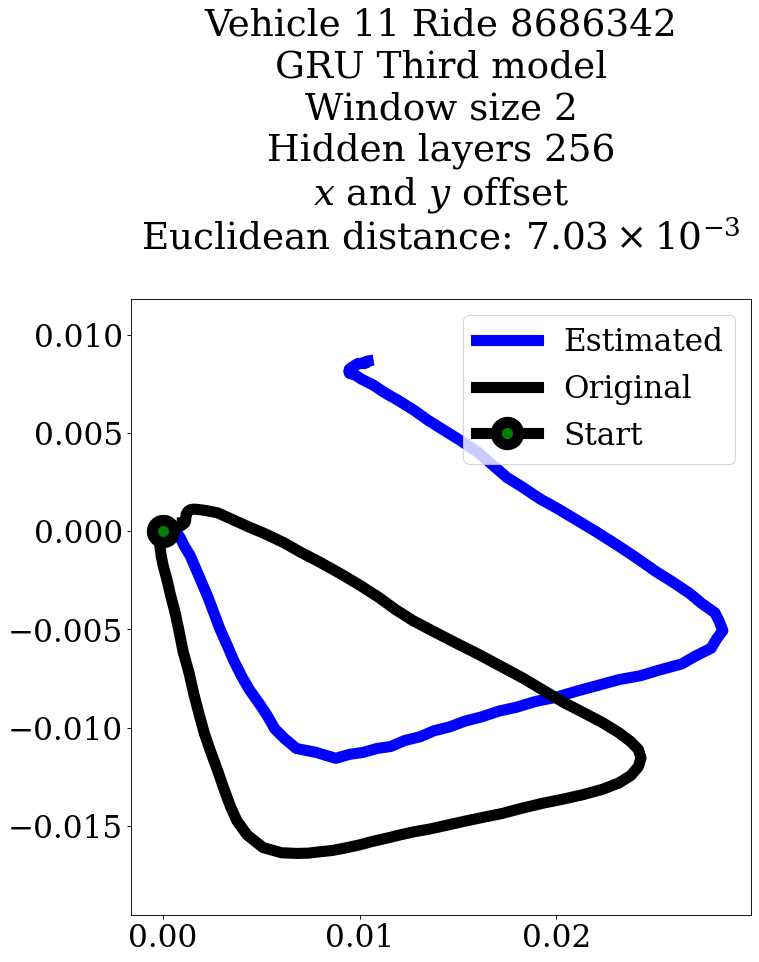 Vehicle 11 Ride 8686342
GRU Third model
Window size 2
Hidden layers 256
x and y offset
Euclidean distance: 7.03 × 10⁻³
Estimated
Original
Start
0.010
0.005
0.000
−0.005
−0.010
−0.015
0.00 0.01 0.02